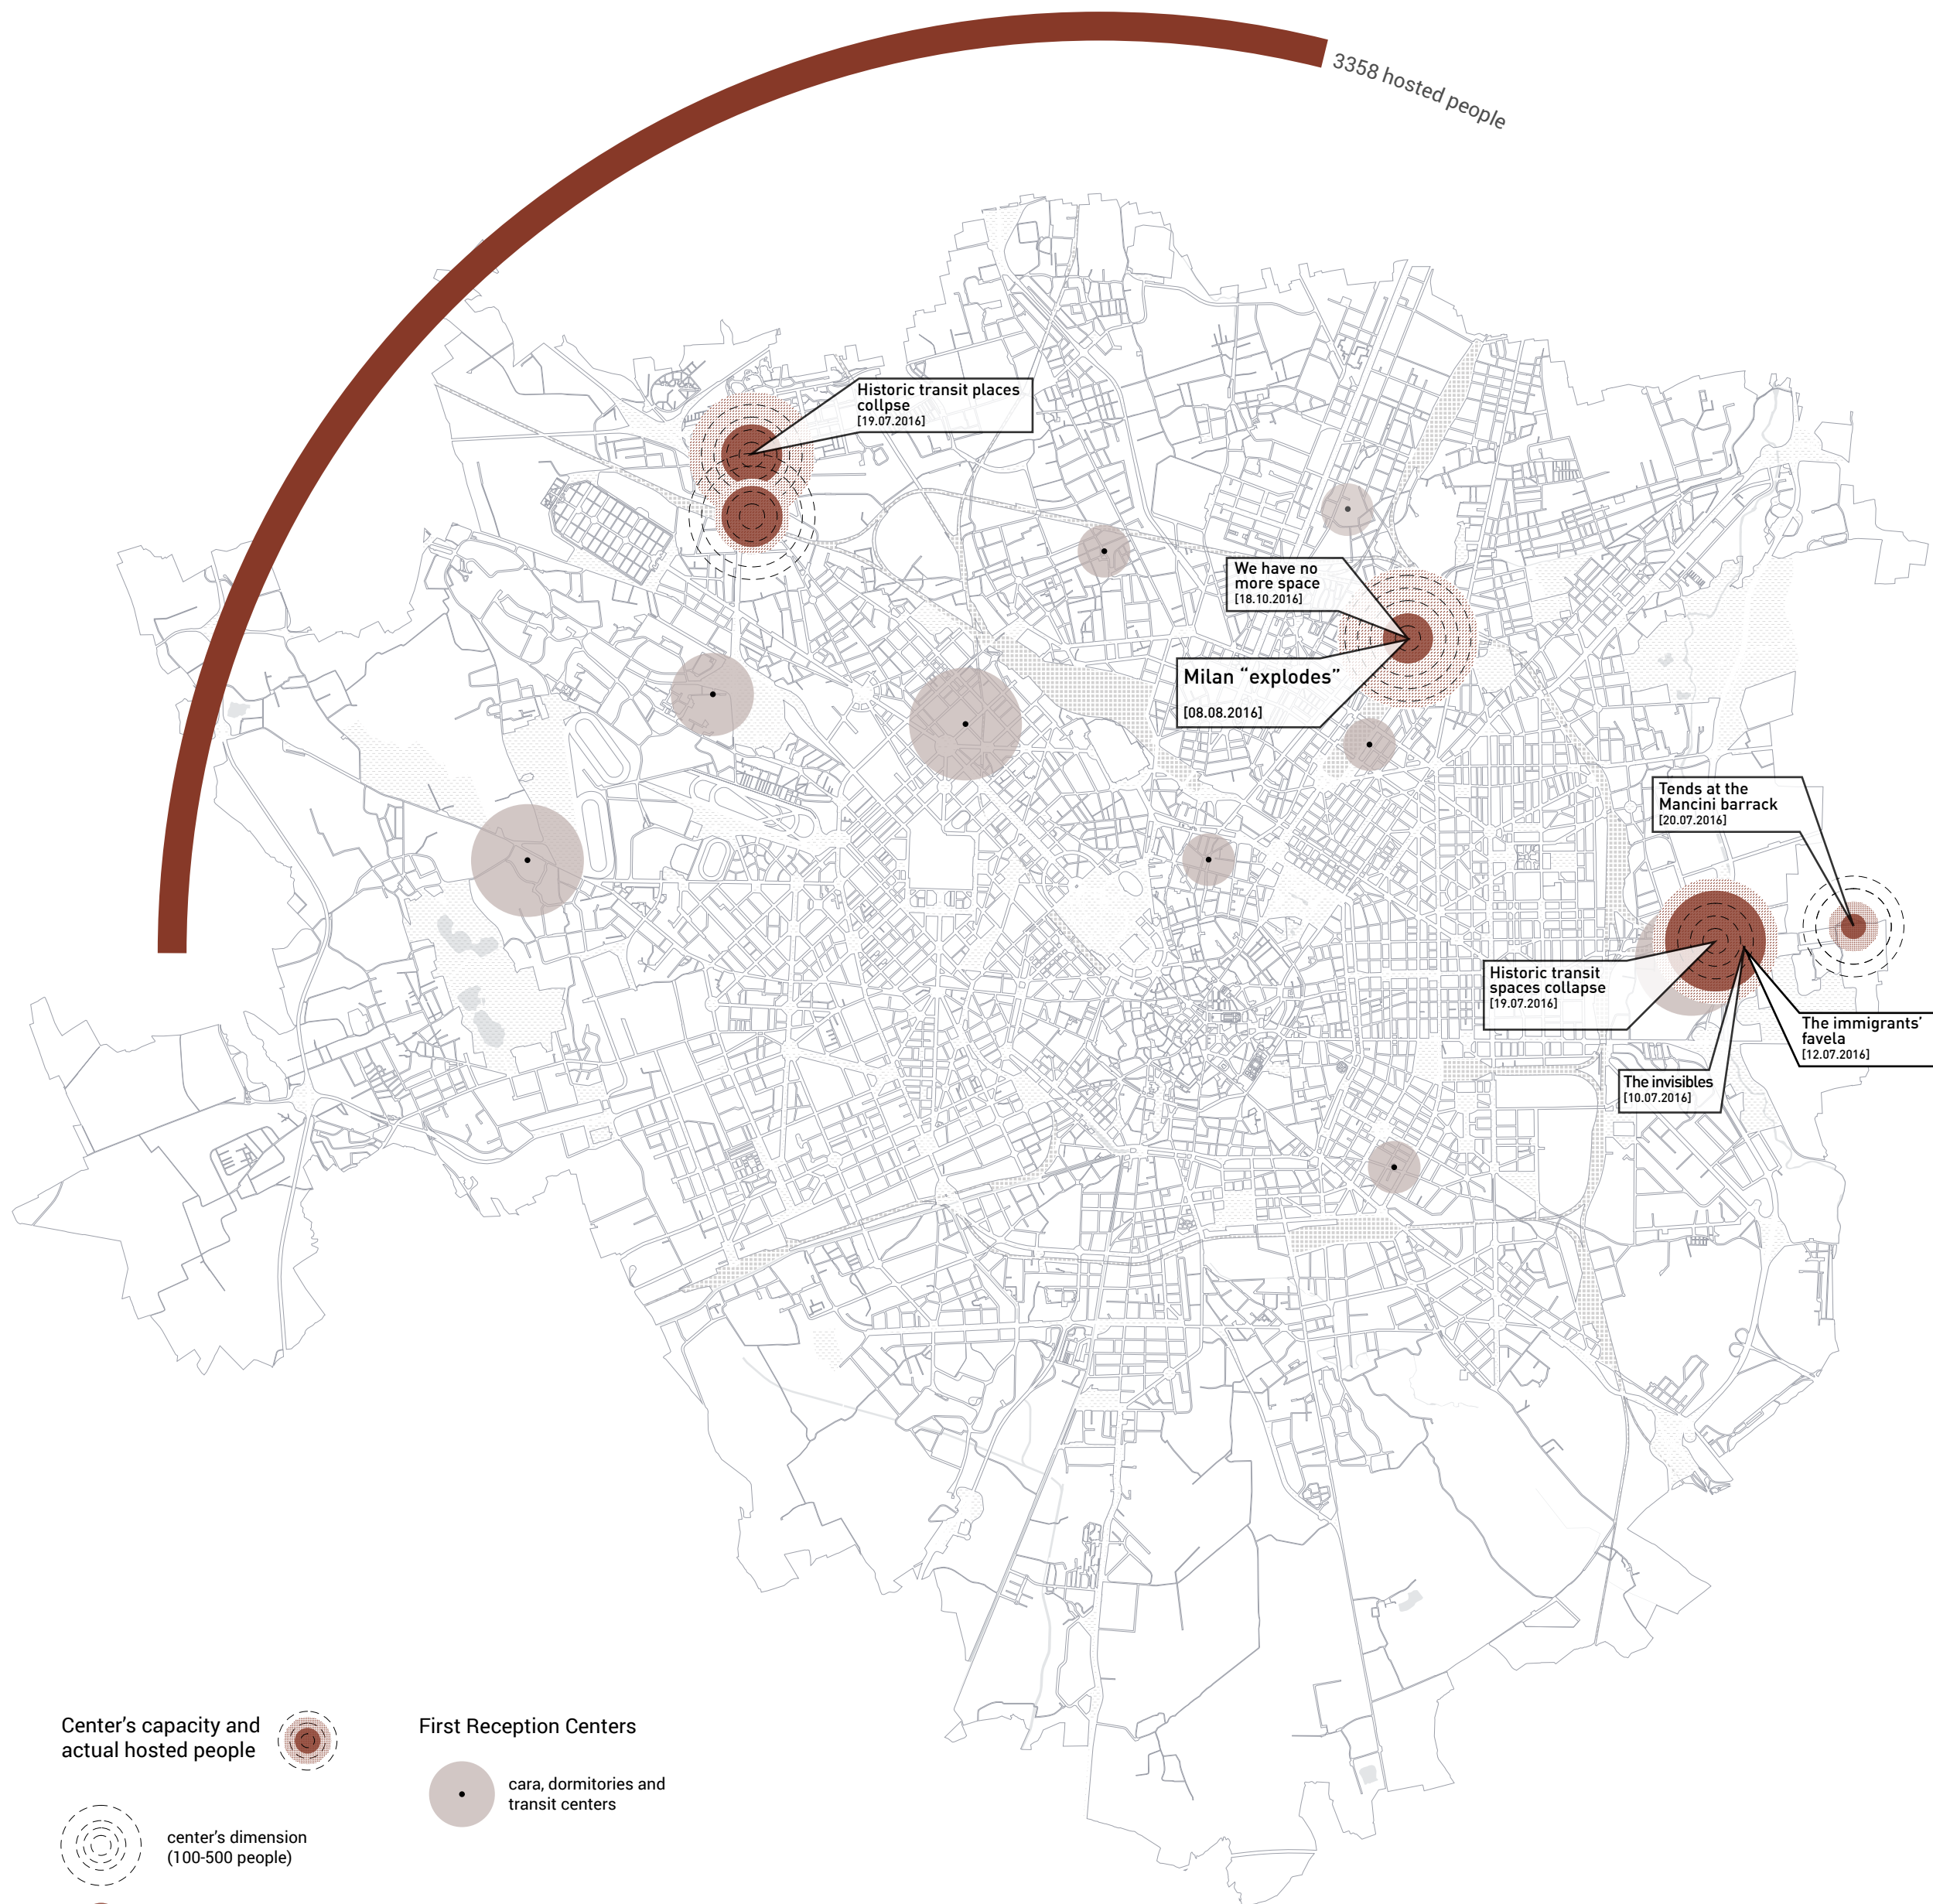 3358 hosted people
Historic transit places
collpse
[19.07.2016]
We have no
more space
[18.10.2016]
Milan “explodes”
[08.08.2016]
Tends at the
Mancini barrack
[20.07.2016]
Historic transit
spaces collapse
[19.07.2016]
The immigrants’
favela
[12.07.2016]
The invisibles
[10.07.2016]
Center’s capacity and
actual hosted people
First Reception Centers
cara, dormitories and
transit centers
center’s dimension
(100-500 people)